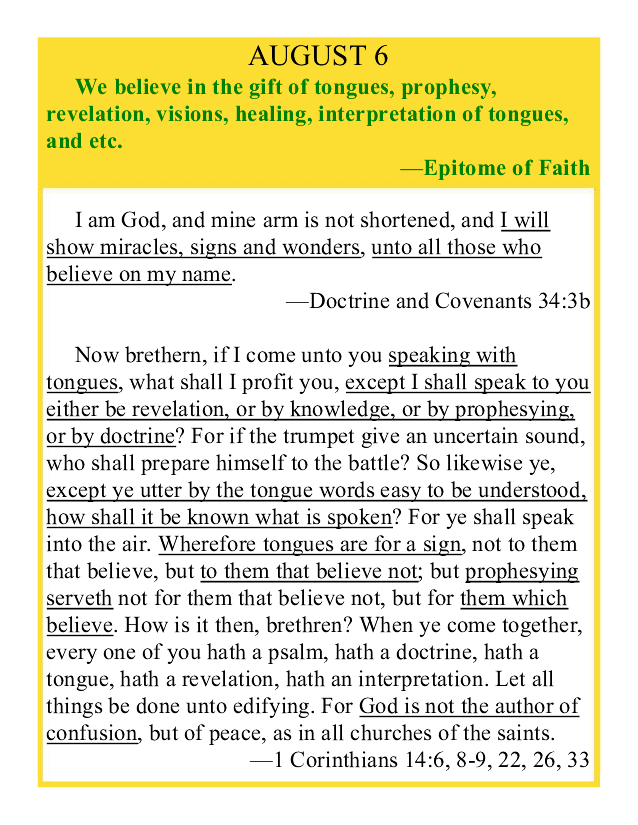 AUGUST 6
We believe in the gift of tongues, prophesy,
revelation, visions, healing, interpretation of tongues,
and etc.
—Epitome of Faith
I am God, and mine arm is not shortened, and I will
show miracles, signs and wonders, unto all those who
believe on my name.
—Doctrine and Covenants 34:3b
Now brethern, if I come unto you speaking with
tongues, what shall I profit you, except I shall speak to you
either be revelation, or by knowledge, or by prophesying,
or by doctrine? For if the trumpet give an uncertain sound,
who shall prepare himself to the battle? So likewise ye,
except ye utter by the tongue words easy to be understood,
how shall it be known what is spoken? For ye shall speak
into the air. Wherefore tongues are for a sign, not to them
that believe, but to them that believe not; but prophesying
serveth not for them that believe not, but for them which
believe. How is it then, brethren? When ye come together,
every one of you hath a psalm, hath a doctrine, hath a
tongue, hath a revelation, hath an interpretation. Let all
things be done unto edifying. For God is not the author of
confusion, but of peace, as in all churches of the saints.
—1 Corinthians 14:6, 8-9, 22, 26, 33